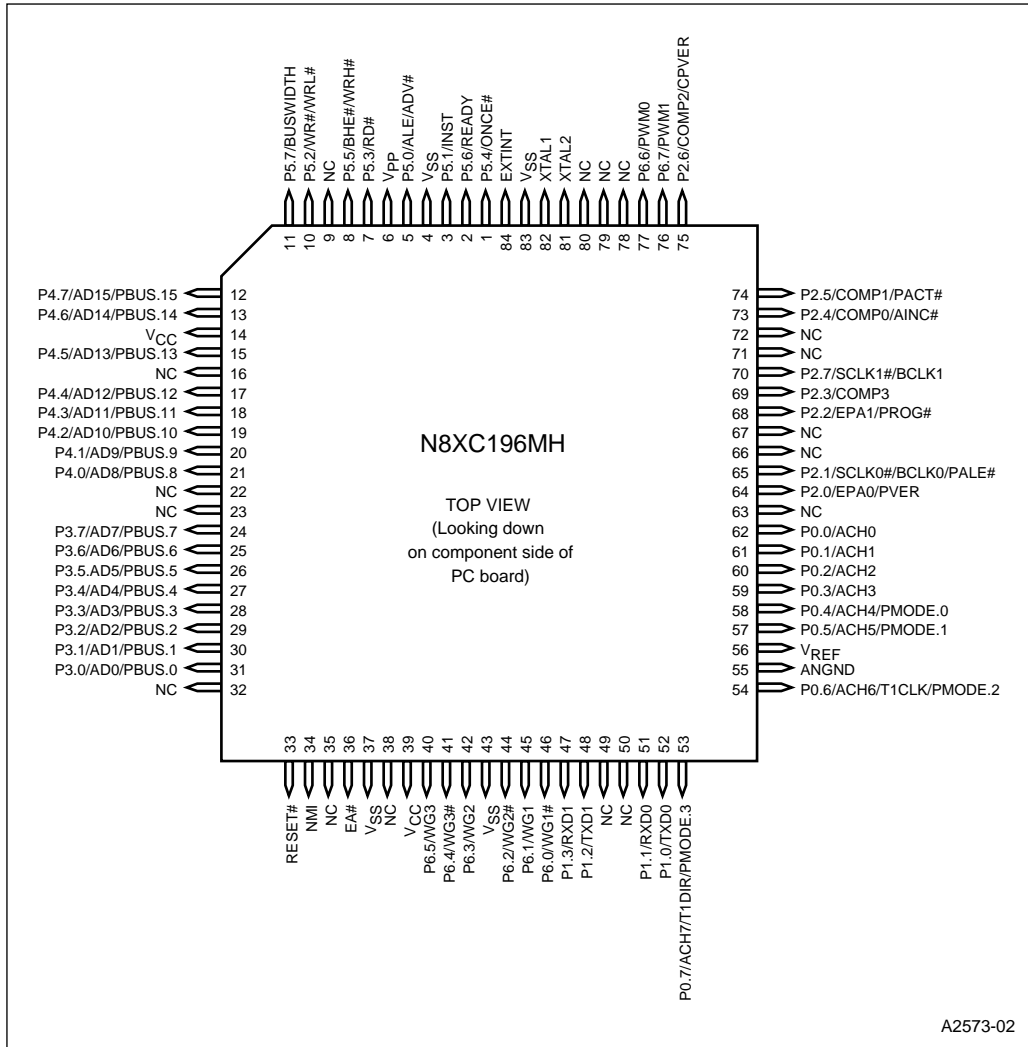 P5.7/BUSWIDTH
P5.2/WR#/WRL#
NC
P5.5/BHE#/WRH#
P5.3/RD#
VPP
P5.0/ALE/ADV#
VSS
P5.1/INST
P5.6/READY
P5.4/ONCE#
EXTINT
VSS
XTAL1
XTAL2
NC
NC
NC
P6.6/PWM0
P6.7/PWM1
P2.6/COMP2/CPVER
11 10 9 8 7 6 5 4 3 2 1 84 83 82 81 80 79 78 77 76 75
P4.7/AD15/PBUS.15 12
P4.6/AD14/PBUS.14 13
VCC 14
P4.5/AD13/PBUS.13 15
NC 16
P4.4/AD12/PBUS.12 17
P4.3/AD11/PBUS.11 18
P4.2/AD10/PBUS.10 19
P4.1/AD9/PBUS.9 20
P4.0/AD8/PBUS.8 21
NC 22
NC 23
P3.7/AD7/PBUS.7 24
P3.6/AD6/PBUS.6 25
P3.5.AD5/PBUS.5 26
P3.4/AD4/PBUS.4 27
P3.3/AD3/PBUS.3 28
P3.2/AD2/PBUS.2 29
P3.1/AD1/PBUS.1 30
P3.0/AD0/PBUS.0 31
NC 32
N8XC196MH
TOP VIEW
(Looking down
on component side of
PC board)
74 P2.5/COMP1/PACT#
73 P2.4/COMP0/AINC#
72 NC
71 NC
70 P2.7/SCLK1#/BCLK1
69 P2.3/COMP3
68 P2.2/EPA1/PROG#
67 NC
66 NC
65 P2.1/SCLK0#/BCLK0/PALE#
64 P2.0/EPA0/PVER
63 NC
62 P0.0/ACH0
61 P0.1/ACH1
60 P0.2/ACH2
59 P0.3/ACH3
58 P0.4/ACH4/PMODE.0
57 P0.5/ACH5/PMODE.1
56 VREF
55 ANGND
54 P0.6/ACH6/T1CLK/PMODE.2
33 34 35 36 37 38 39 40 41 42 43 44 45 46 47 48 49 50 51 52 53
RESET#
NMI
NC
EA#
VSS
NC
VCC
P6.5/WG3
P6.4/WG3#
P6.3/WG2
VSS
P6.2/WG2#
P6.1/WG1
P6.0/WG1#
P1.3/RXD1
P1.2/TXD1
NC
NC
P1.1/RXD0
P1.0/TXD0
P0.7/ACH7/T1DIR/PMODE.3
A2573-02